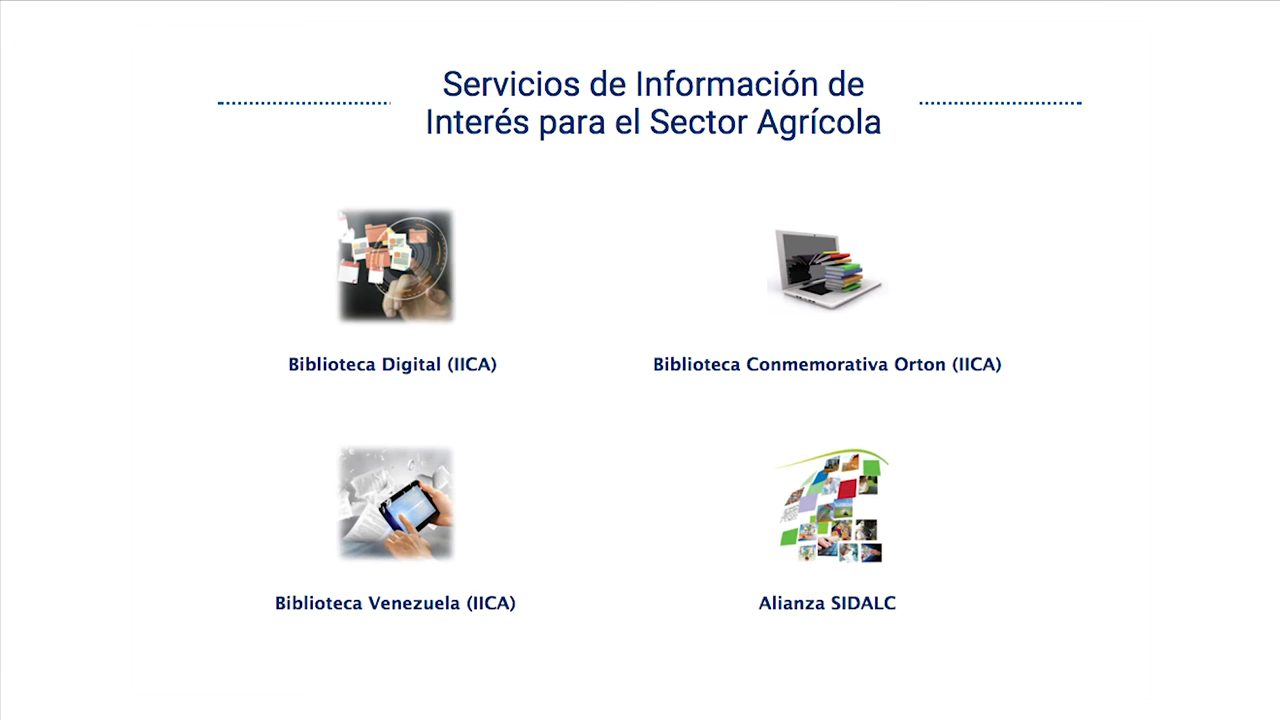 Servicios de Información de
Interés para el Sector Agrícola
Biblioteca Digital (IICA)
Biblioteca Conmemorativa Orton (IICA)
Biblioteca Venezuela (IICA)
Alianza SIDALC